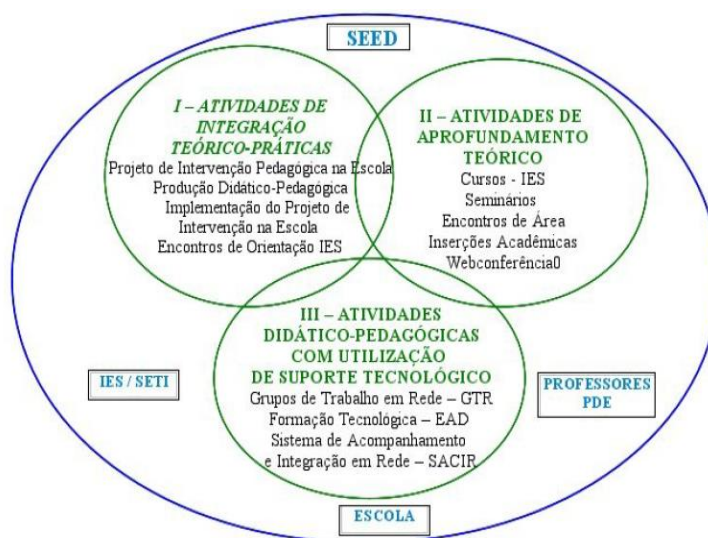 SEED
I – ATIVIDADES DE
INTEGRAÇÃO
TEÓRICO-PRÁTICAS
Projeto de Intervenção Pedagógica na Escola
Produção Didático-Pedagógica
Implementação do Projeto de
Intervenção na Escola
Encontros de Orientação IES
II – ATIVIDADES DE
APROFUNDAMENTO
TEÓRICO
Cursos - IES
Seminários
Encontros de Área
Inserções Acadêmicas
Webconferência0
III – ATIVIDADES
DIDÁTICO-PEDAGÓGICAS
COM UTILIZAÇÃO
DE SUPORTE TECNOLÓGICO
Grupos de Trabalho em Rede – GTR
Formação Tecnológica – EAD
Sistema de Acompanhamento
e Integração em Rede – SACIR
IES / SETI
PROFESSORES
PDE
ESCOLA